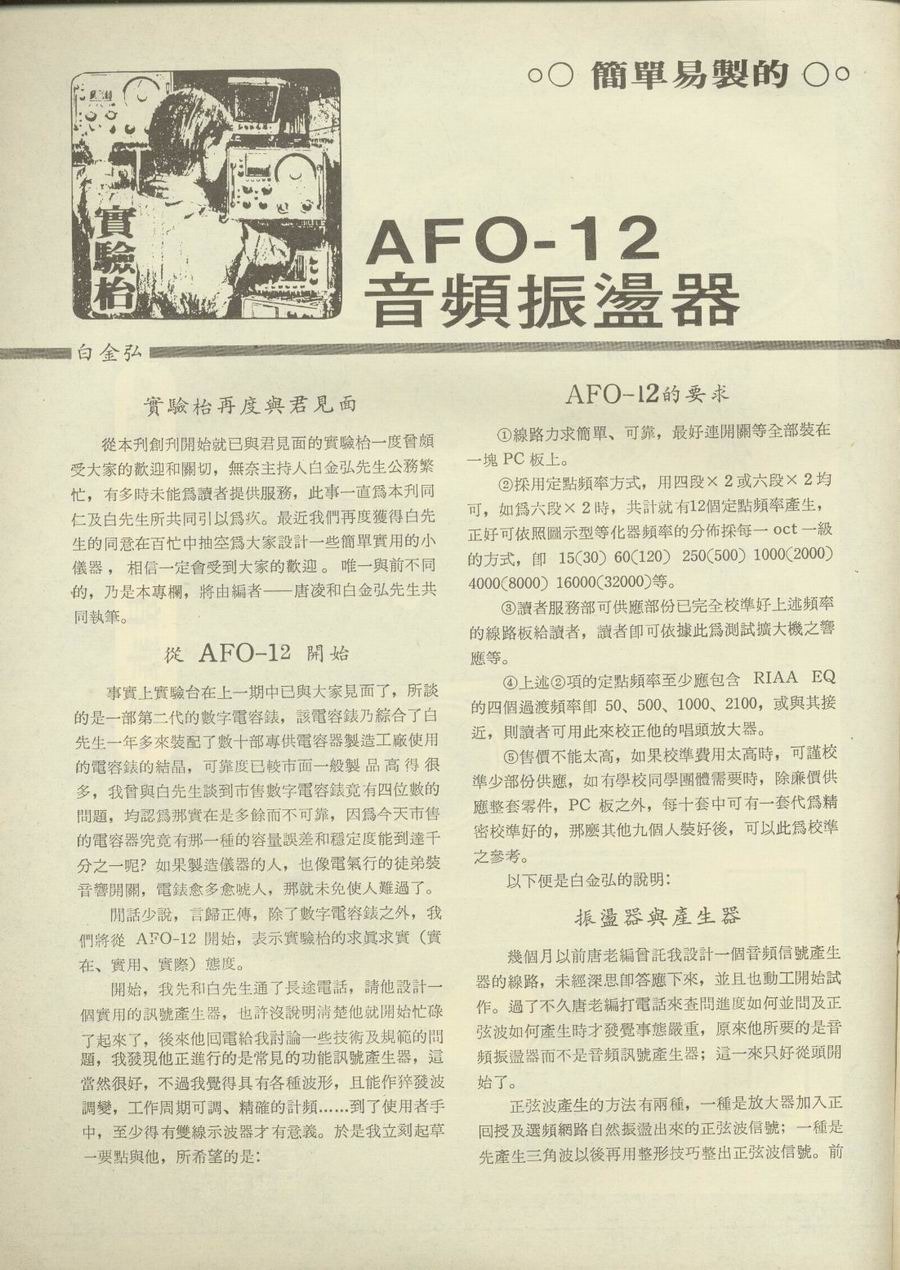 ○○ 簡單易製的 ○○
實驗枱
AFO-12
音頻振盪器
白金弘
實驗枱再度與君見面
從本刋創刋開始就已與君見面的實驗枱一度曾頗
受大家的歡迎和關切，無奈主持人白金弘先生公務繁
忙，有多時未能爲讀者提供服務，此事一直爲本刋同
仁及白先生所共同引以爲疚。最近我們再度獲得白先
生的同意在百忙中抽空爲大家設計一些簡單實用的小
儀器，相信一定會受到大家的歡迎。唯一與前不同
的，乃是本專欄，將由編者——唐凌和白金弘先生共
同執筆。
從 AFO-12 開始
事實上實驗台在上一期中已與大家見面了，所談
的是一部第二代的數字電容錶，該電容錶乃綜合了白
先生一年多來裝配了數十部專供電容器製造工廠使用
的電容錶的結晶，可靠度已較市面一般製品高得很
多，我曾與白先生談到市售數字電容錶竟有四位數的
問題，均認爲那實在是多餘而不可靠，因爲今天市售
的電容器究竟有那一種的容量誤差和穩定度能到達千
分之一呢？如果製造儀器的人，也像電氣行的徒弟裝
音響開關，電錶愈多愈唬人，那就未免使人難過了。
閒話少說，言歸正傳，除了數字電容錶之外，我
們將從 AFO-12 開始，表示實驗枱的求眞求實（實
在、實用、實際）態度。
開始，我先和白先生通了長途電話，請他設計一
個實用的訊號產生器，也許沒說明淸楚他就開始忙碌
了起來了，後來他囘電給我討論一些技術及規範的問
題，我發現他正進行的是常見的功能訊號產生器，這
當然很好，不過我覺得具有各種波形，且能作猝發波
調變，工作周期可調、精確的計頻……到了使用者手
中，至少得有雙線示波器才有意義。於是我立刻起草
一要點與他，所希望的是：
AFO-12的要求
①線路力求簡單、可靠，最好連開關等全部裝在
一塊 PC 板上。
②採用定點頻率方式，用四段×2或六段×2均
可，如爲六段×2時，共計就有12個定點頻率產生，
正好可依照圖示型等化器頻率的分佈採每一 oct 一級
的方式，卽 15(30) 60(120) 250(500) 1000(2000)
4000(8000) 16000(32000)等。
③讀者服務部可供應部份已完全校準好上述頻率
的線路板給讀者，讀者卽可依據此爲測試擴大機之響
應等。
④上述②項的定點頻率至少應包含 RIAA EQ
的四個過渡頻率卽 50、500、1000、2100，或與其接
近，則讀者可用此來校正他的唱頭放大器。
⑤售價不能太高，如果校準費用太高時，可謹校
準少部份供應，如有學校同學團體需要時，除廉價供
應整套零件，PC 板之外，每十套中可有一套代爲精
密校準好的，那麼其他九個人裝好後，可以此爲校準
之參考。
以下便是白金弘的說明：
振盪器與產生器
幾個月以前唐老編曾託我設計一個音頻信號產生
器的線路，未經深思卽答應下來，並且也動工開始試
作。過了不久唐老編打電話來查問進度如何並問及正
弦波如何產生時才發覺事態嚴重，原來他所要的是音
頻振盪器而不是音頻訊號產生器；這一來只好從頭開
始了。
正弦波產生的方法有兩種，一種是放大器加入正
囘授及選頻網路自然振盪出來的正弦波信號；一種是
先產生三角波以後再用整形技巧整出正弦波信號。前